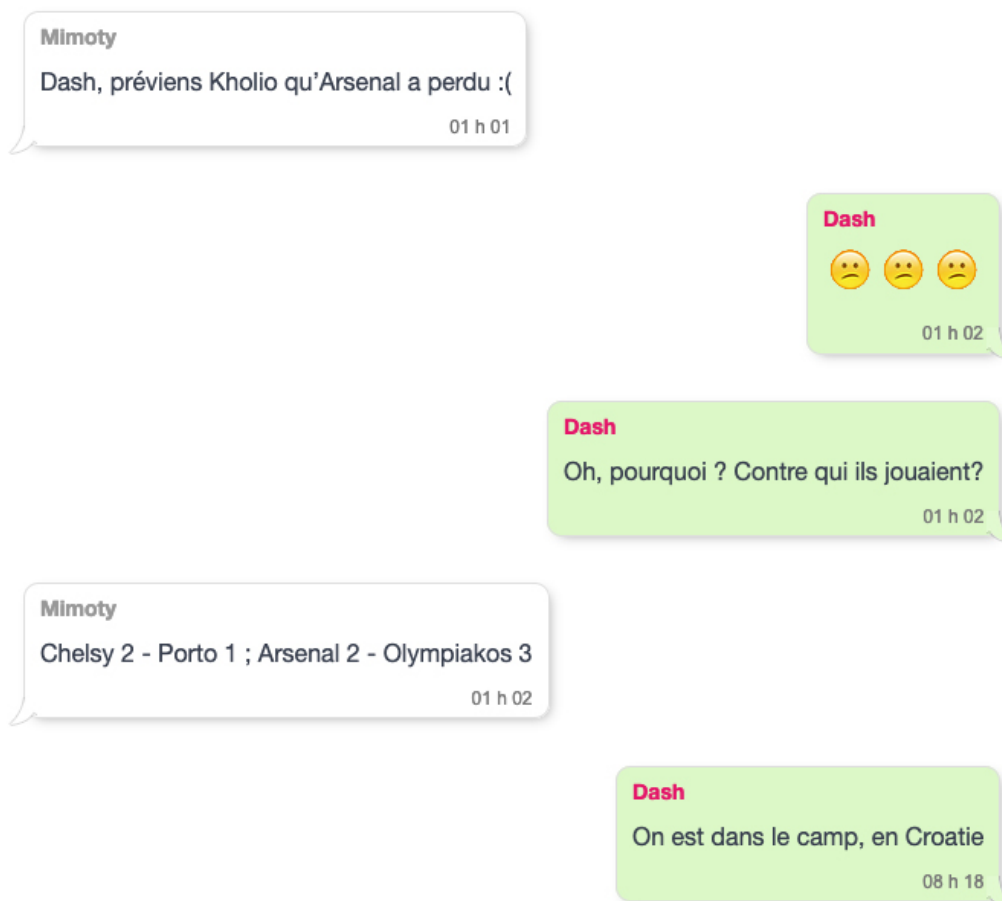 Mimoty
Dash, préviens Kholio qu’Arsenal a perdu :(
01 h 01
Dash
😕 😕 😕
01 h 02
Dash
Oh, pourquoi ? Contre qui ils jouaient?
01 h 02
Mimoty
Chelsy 2 - Porto 1 ; Arsenal 2 - Olympiakos 3
01 h 02
Dash
On est dans le camp, en Croatie
08 h 18